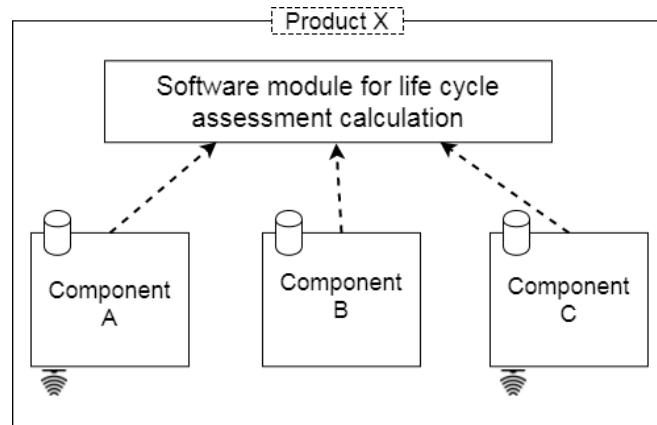 Product X
Software module for life cycle
assessment calculation
Component
A
Component
B
Component
C